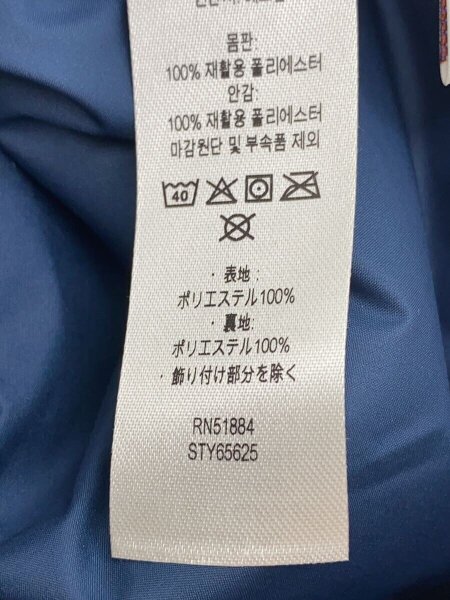 몸판:
100% 재활용 폴리에스터
안감:
100% 재활용 폴리에스터
마감원단 및 부속품 제외
40
・表地:
ポリエステル100%
・裏地:
ポリエステル100%
・飾り付け部分を除く
RN51884
STY65625